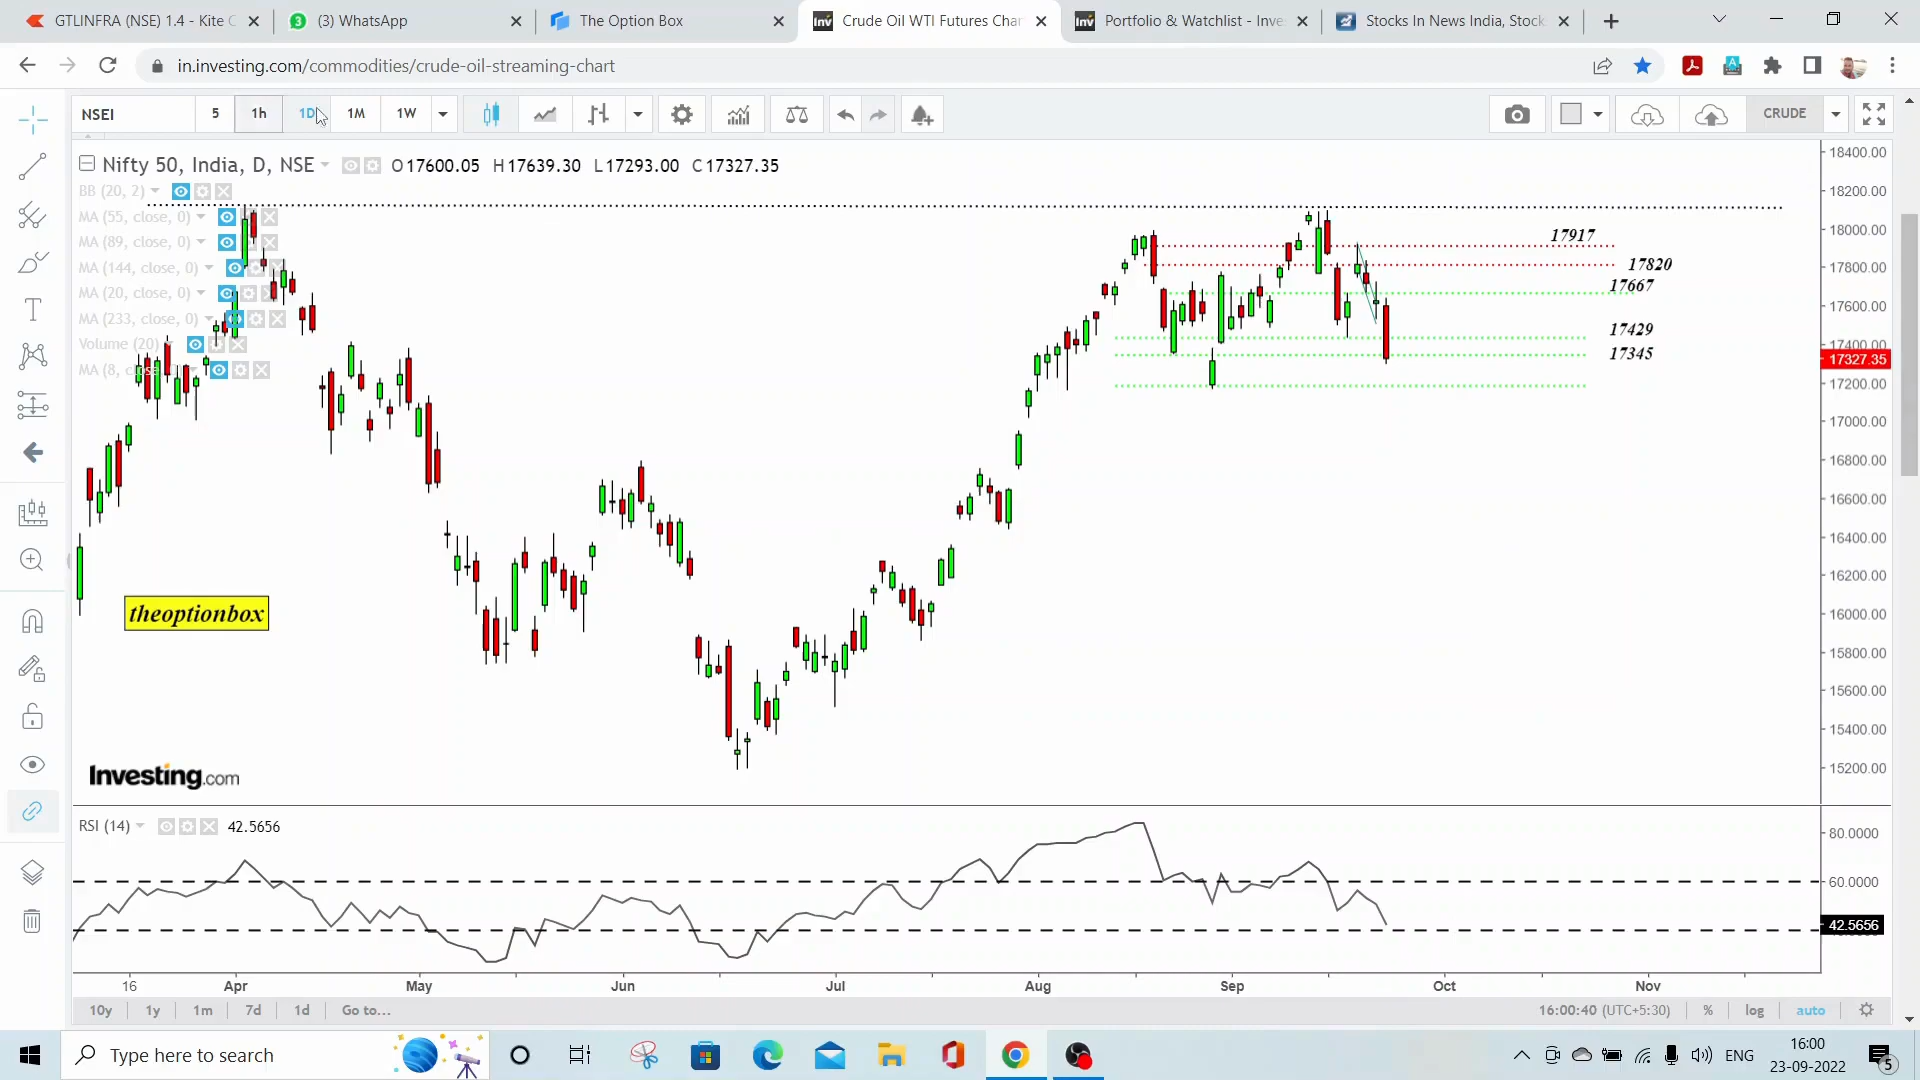 GTLINFRA (NSE) 1.4 - Kite C
(3) WhatsApp
The Option Box
Crude Oil WTI Futures Char
Portfolio & Watchlist - Inve
Stocks In News India, Stock
in.investing.com/commodities/crude-oil-streaming-chart
NSEI 5 1h 1D 1M 1W CRUDE
Nifty 50, India, D, NSE O17600.05 H17639.30 L17293.00 C17327.35
BB (20, 2)
MA (55, close, 0)
MA (89, close, 0)
MA (144, close, 0)
MA (20, close, 0)
MA (233, close, 0)
Volume (20)
MA (8, close
17917
17820
17667
17429
17345
18400.00
18200.00
18000.00
17800.00
17600.00
17400.00
17327.35
17200.00
17000.00
16800.00
16600.00
16400.00
16200.00
16000.00
15800.00
15600.00
15400.00
15200.00
theoptionbox
Investing.com
RSI (14) 42.5656
80.0000
60.0000
42.5656
16 Apr May Jun Jul Aug Sep Oct Nov
10y 1y 1m 7d 1d Go to... 16:00:40 (UTC+5:30) % log auto
Type here to search
ENG
16:00
23-09-2022
5